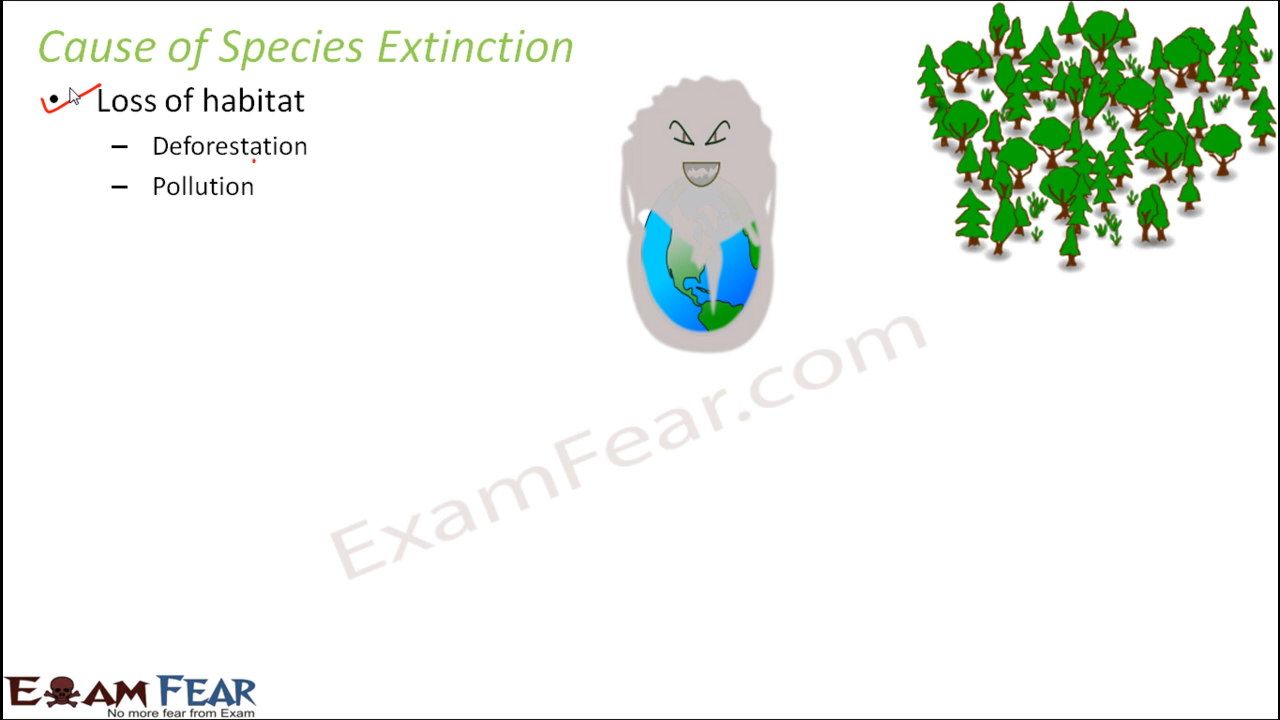 Cause of Species Extinction
• Loss of habitat
– Deforestation
– Pollution
ExamFear.com
EXAM FEAR
No more fear from Exam